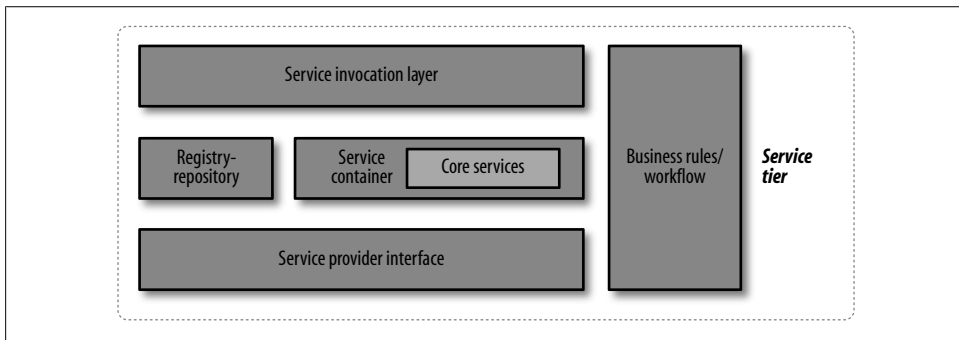 Service invocation layer
Registry-
repository
Service
container
Core services
Business rules/
workflow
Service
tier
Service provider interface